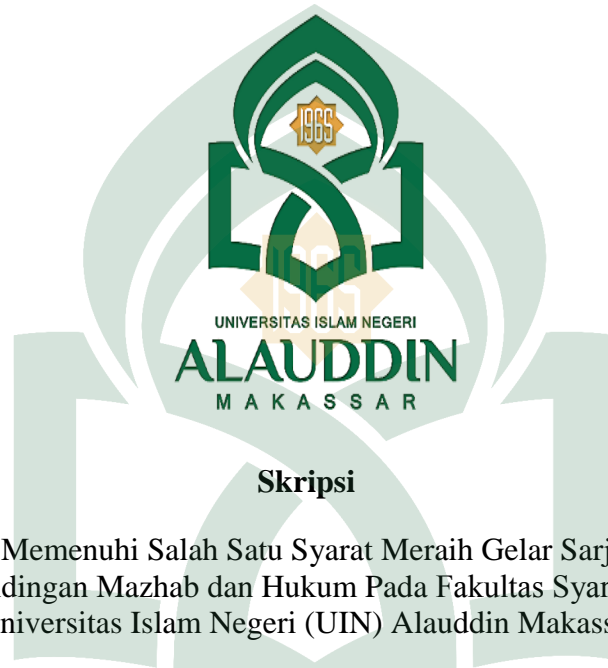 1965
1965
UNIVERSITAS ISLAM NEGERI
ALAUDDIN
MAKASSAR
Skripsi
Memenuhi Salah Satu Syarat Meraih Gelar Sarj
dingan Mazhab dan Hukum Pada Fakultas Syar
niversitas Islam Negeri (UIN) Alauddin Makass